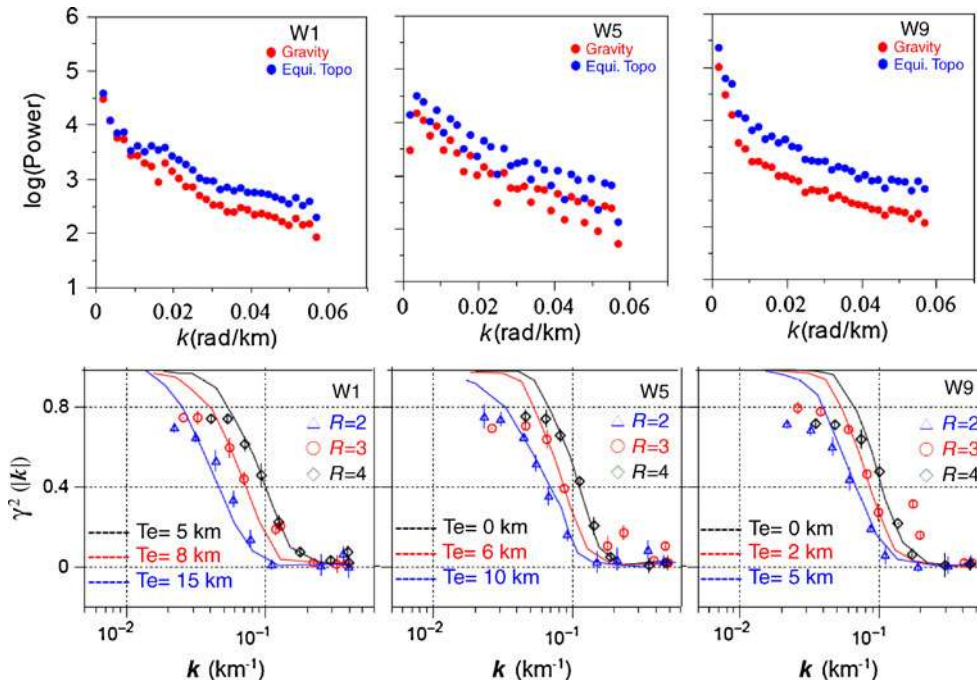 W1
Gravity
Equi. Topo
W5
Gravity
Equi. Topo
W9
Gravity
Equi. Topo
log(Power)
6
5
4
3
2
1
0 0.02 0.04 0.06
0 0.02 0.04 0.06
0 0.02 0.04 0.06
k(rad/km)
k(rad/km)
k(rad/km)
γ² (|k|)
0.8
0.4
0
W1
R=2
R=3
R=4
Te= 5 km
Te= 8 km
Te= 15 km
W5
R=2
R=3
R=4
Te= 0 km
Te= 6 km
Te= 10 km
W9
R=2
R=3
R=4
Te= 0 km
Te= 2 km
Te= 5 km
10⁻² 10⁻¹
10⁻² 10⁻¹
10⁻² 10⁻¹
k (km⁻¹)
k (km⁻¹)
k (km⁻¹)